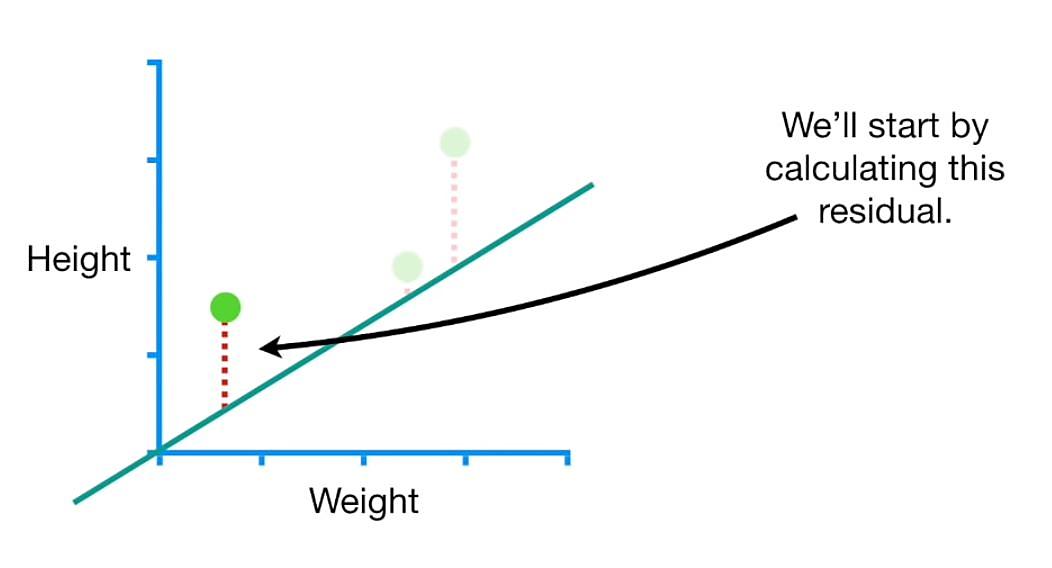 We'll start by
calculating this
residual.
Height
Weight